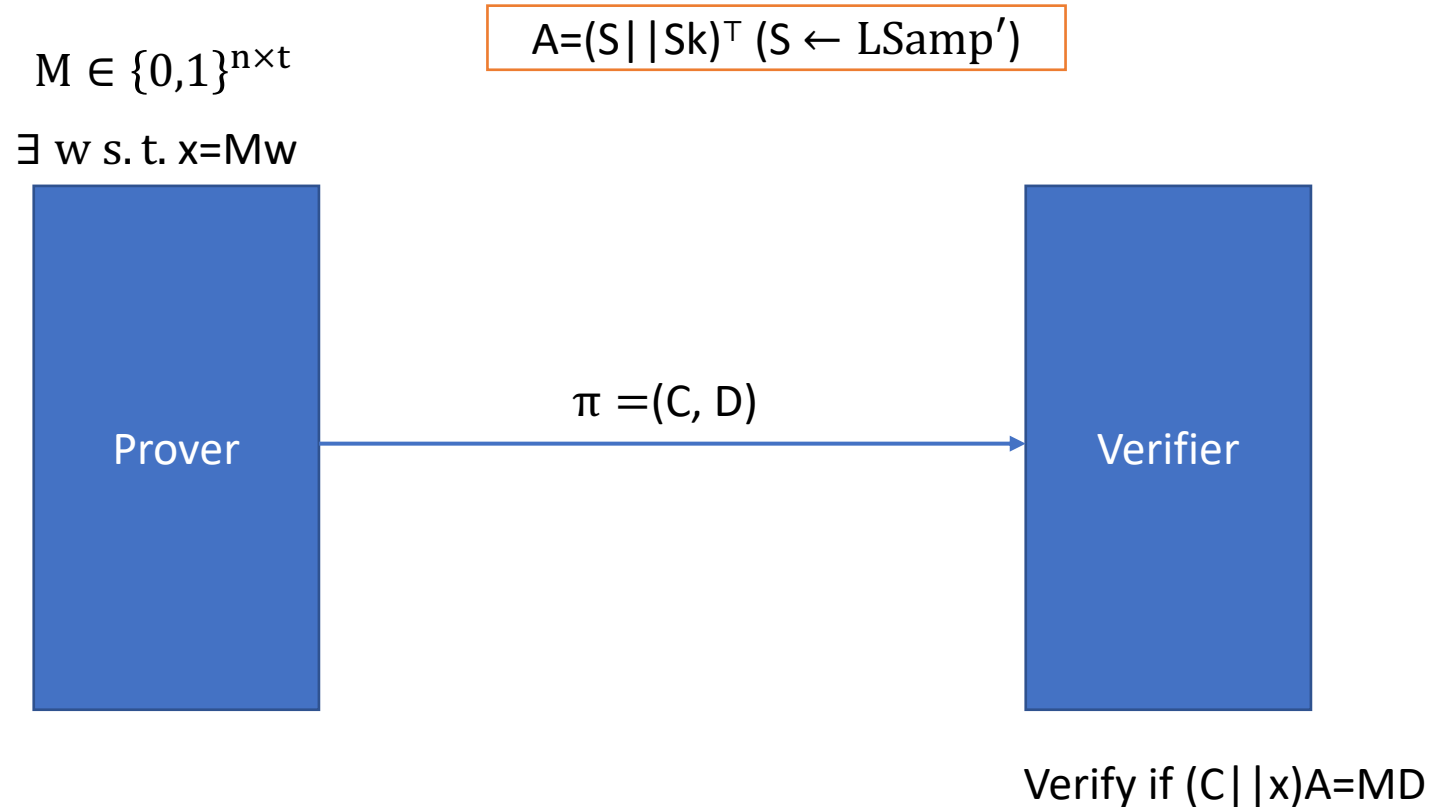 A=(S||Sk)⊤ (S ← LSamp′)
M ∈ {0,1}ⁿˣᵗ
∃ w s. t. x=Mw
Prover
π =(C, D)
Verifier
Verify if (C||x)A=MD